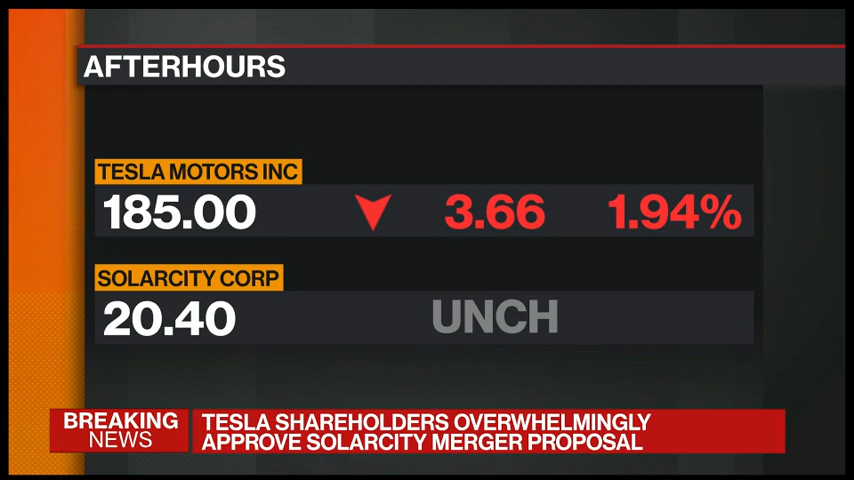 AFTERHOURS
TESLA MOTORS INC
185.00 3.66 1.94%
SOLARCITY CORP
20.40 UNCH
BREAKING NEWS
TESLA SHAREHOLDERS OVERWHELMINGLY
APPROVE SOLARCITY MERGER PROPOSAL